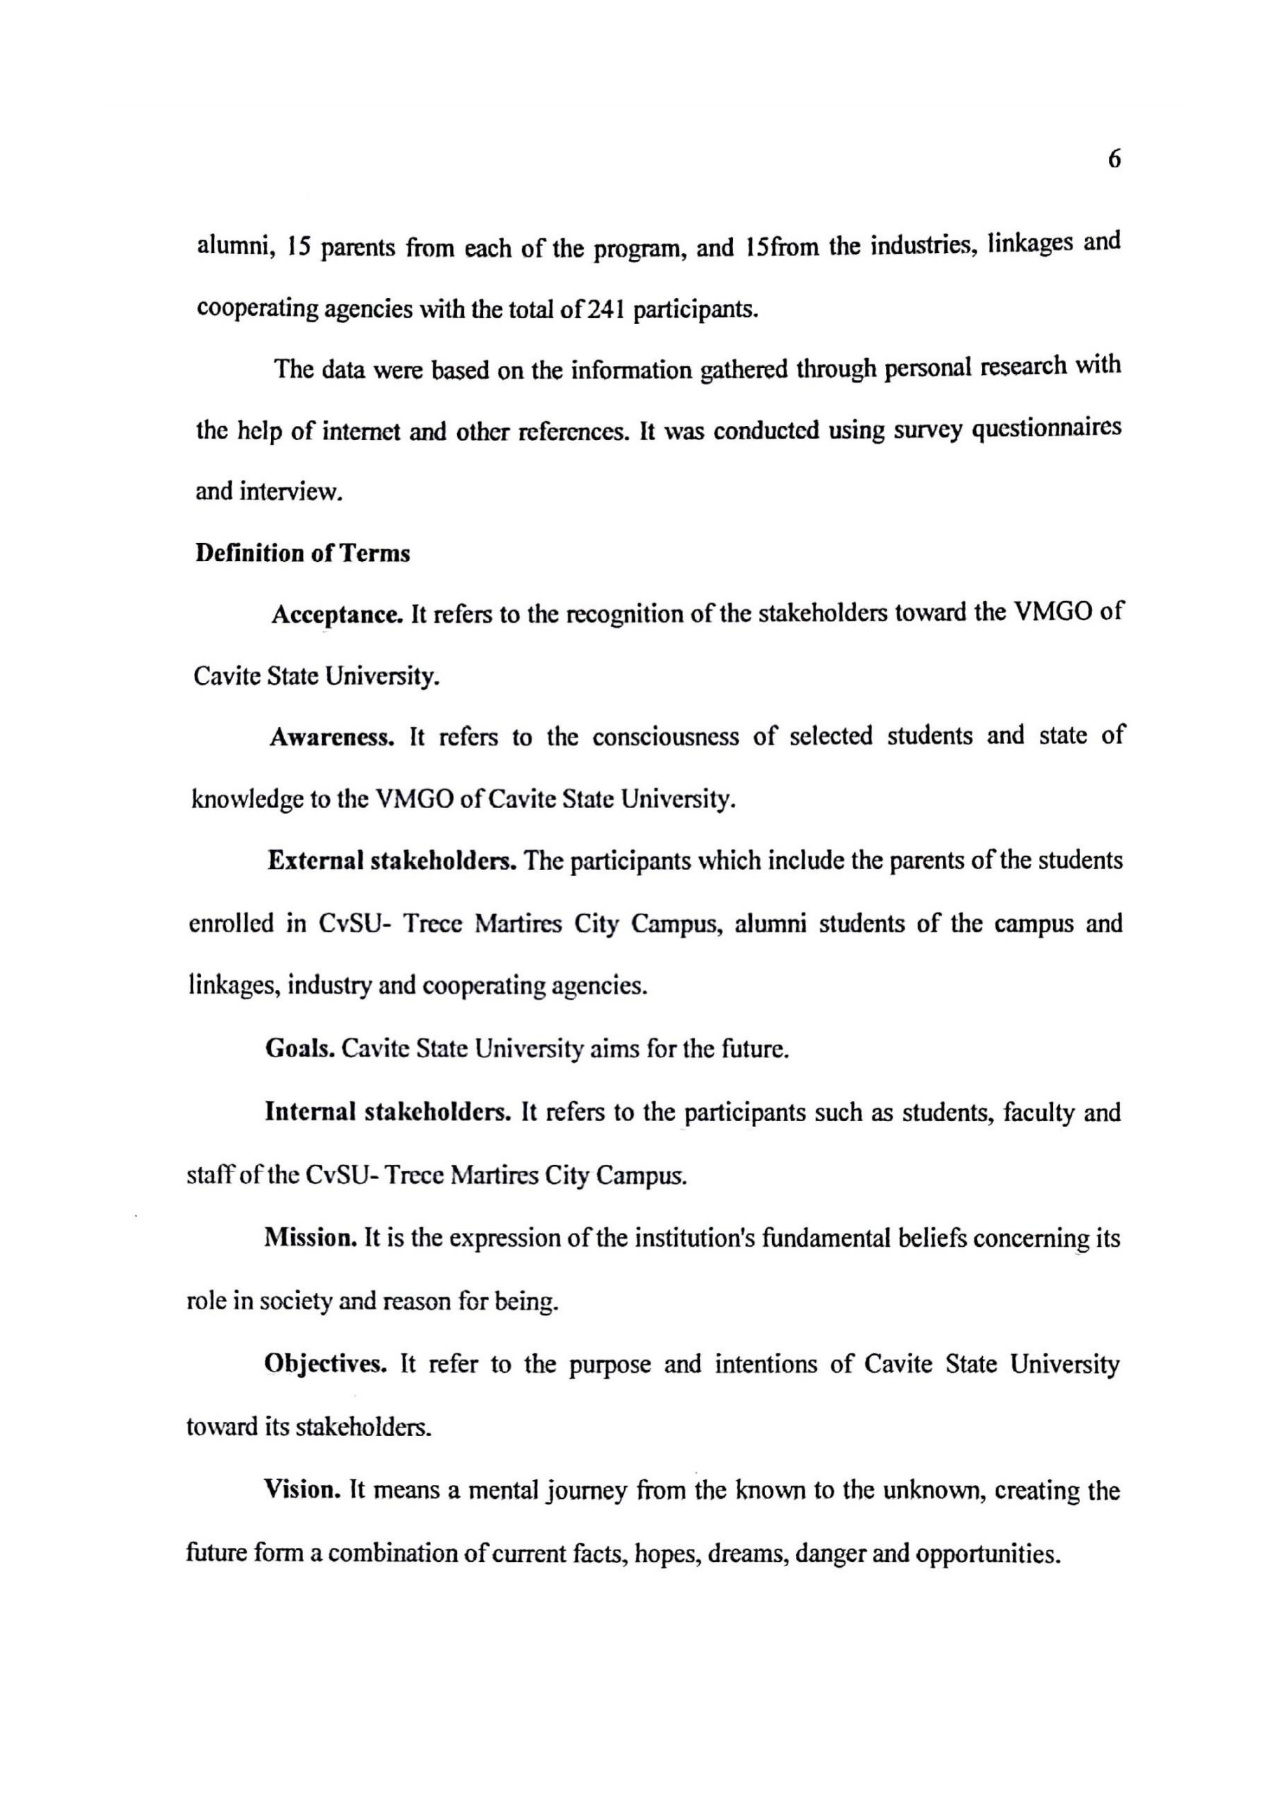 6
alumni, 15 parents from each of the program, and 15from the industries, linkages and
cooperating agencies with the total of 241 participants.
The data were based on the information gathered through personal research with
the help of internet and other references. It was conducted using survey questionnaires
and interview.
Definition of Terms
Acceptance. It refers to the recognition of the stakeholders toward the VMGO of
Cavite State University.
Awareness. It refers to the consciousness of selected students and state of
knowledge to the VMGO of Cavite State University.
External stakeholders. The participants which include the parents of the students
enrolled in CvSU- Trece Martires City Campus, alumni students of the campus and
linkages, industry and cooperating agencies.
Goals. Cavite State University aims for the future.
Internal stakeholders. It refers to the participants such as students, faculty and
staff of the CvSU- Trece Martires City Campus.
Mission. It is the expression of the institution's fundamental beliefs concerning its
role in society and reason for being.
Objectives. It refer to the purpose and intentions of Cavite State University
toward its stakeholders.
Vision. It means a mental journey from the known to the unknown, creating the
future form a combination of current facts, hopes, dreams, danger and opportunities.